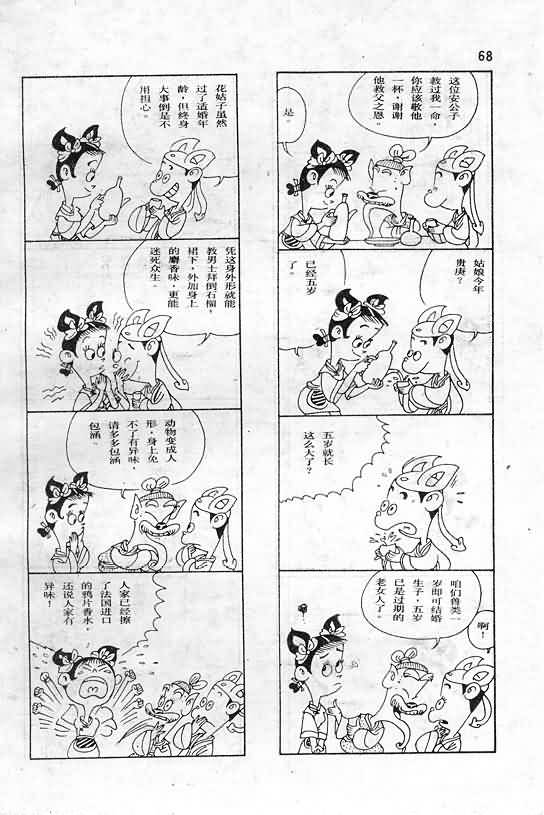 68
这位安公子
救过我一命，
你应该敬他
一杯，谢谢
他救父之恩。
是。
姑娘今年
贵庚？
已经五岁
了。
五岁就长
这么大了？
啊！
咱们兽类一
岁即可结婚
生子，五岁
已是过期的
老女人了。
花姑子虽然
过了适婚年
龄，但终身
大事倒是不
用担心。
凭这身外形就能
教男士拜倒石榴
裙下，外加身上
的麝香味，更能
迷死众生。
动物变成人
形，身上免
不了有异味，
请多多包涵
包涵。
人家已经擦
了法国进口
的鸦片香水，
还说人家有
异味！